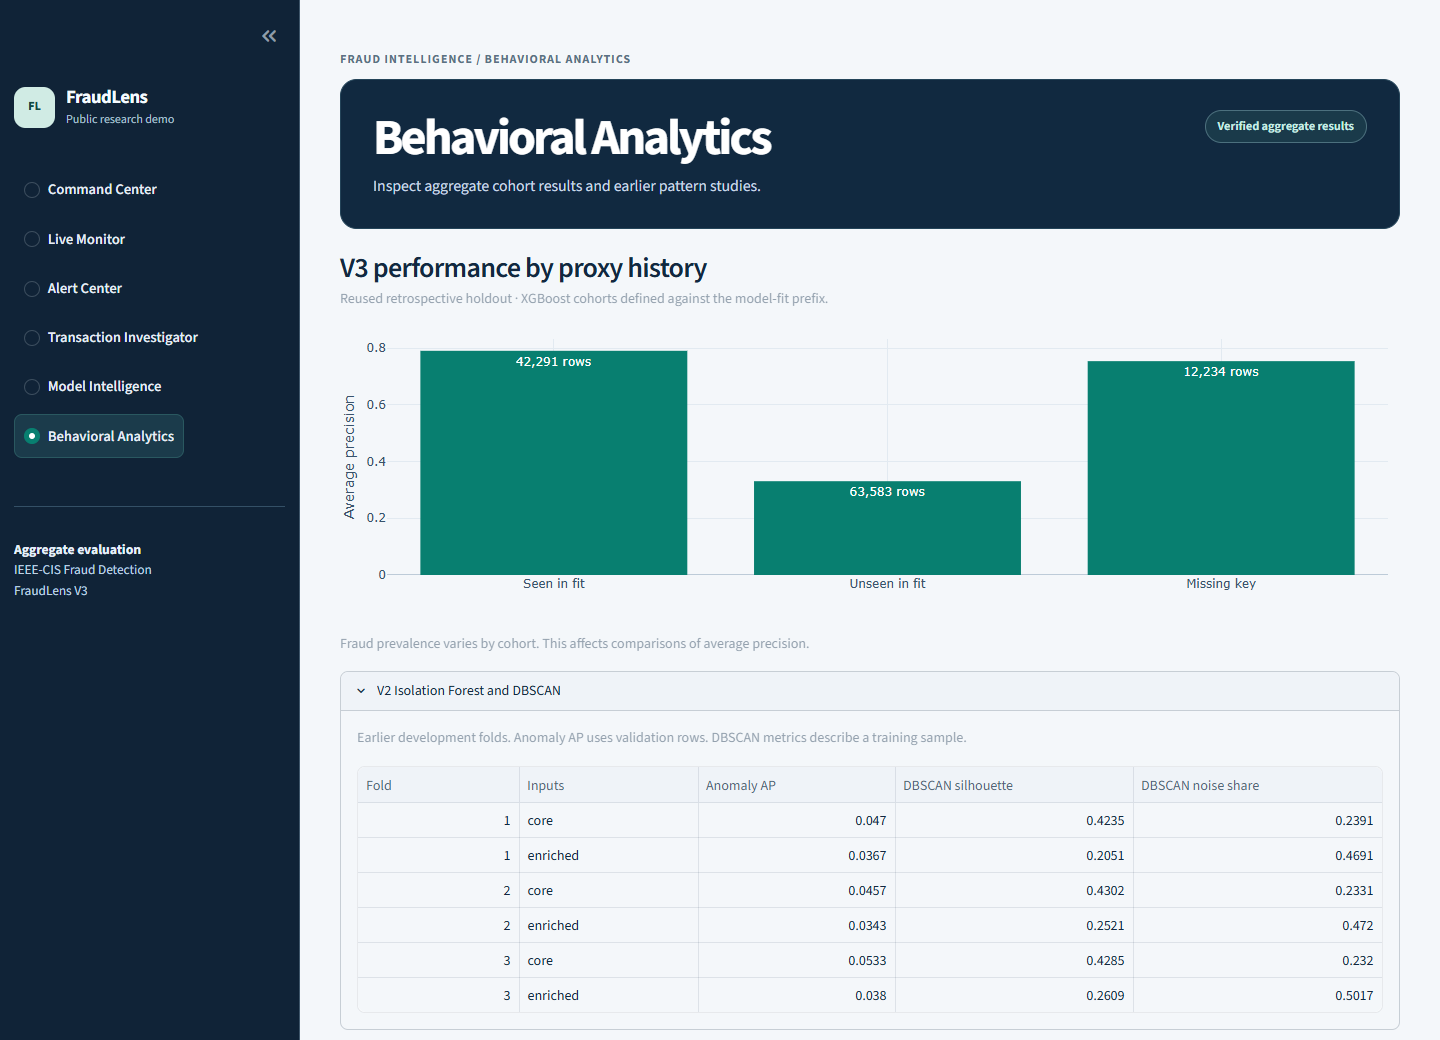 FL
FraudLens
Public research demo
Command Center
Live Monitor
Alert Center
Transaction Investigator
Model Intelligence
Behavioral Analytics
Aggregate evaluation
IEEE-CIS Fraud Detection
FraudLens V3
FRAUD INTELLIGENCE / BEHAVIORAL ANALYTICS
Behavioral Analytics
Verified aggregate results
Inspect aggregate cohort results and earlier pattern studies.
V3 performance by proxy history
Reused retrospective holdout · XGBoost cohorts defined against the model-fit prefix.
Average precision
0.8
0.6
0.4
0.2
0
42,291 rows
63,583 rows
12,234 rows
Seen in fit
Unseen in fit
Missing key
Fraud prevalence varies by cohort. This affects comparisons of average precision.
V2 Isolation Forest and DBSCAN
Earlier development folds. Anomaly AP uses validation rows. DBSCAN metrics describe a training sample.
Fold Inputs Anomaly AP DBSCAN silhouette DBSCAN noise share
1 core 0.047 0.4235 0.2391
1 enriched 0.0367 0.2051 0.4691
2 core 0.0457 0.4302 0.2331
2 enriched 0.0343 0.2521 0.472
3 core 0.0533 0.4285 0.232
3 enriched 0.038 0.2609 0.5017